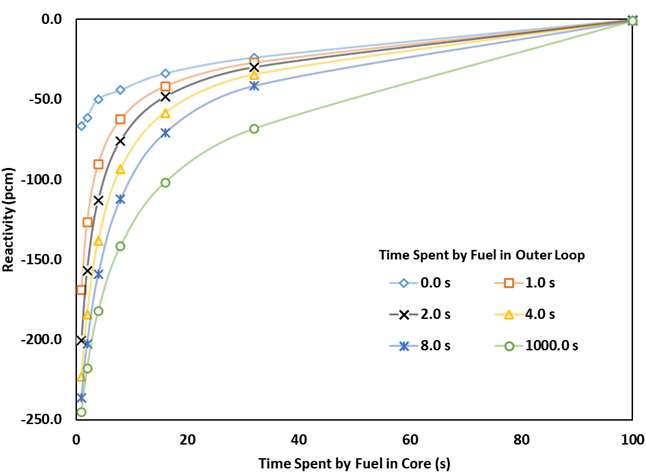 0.0
-50.0
-100.0
-150.0
-200.0
-250.0
Reactivity (pcm)
0 20 40 60 80 100
Time Spent by Fuel in Core (s)
Time Spent by Fuel in Outer Loop
0.0 s 1.0 s
2.0 s 4.0 s
8.0 s 1000.0 s